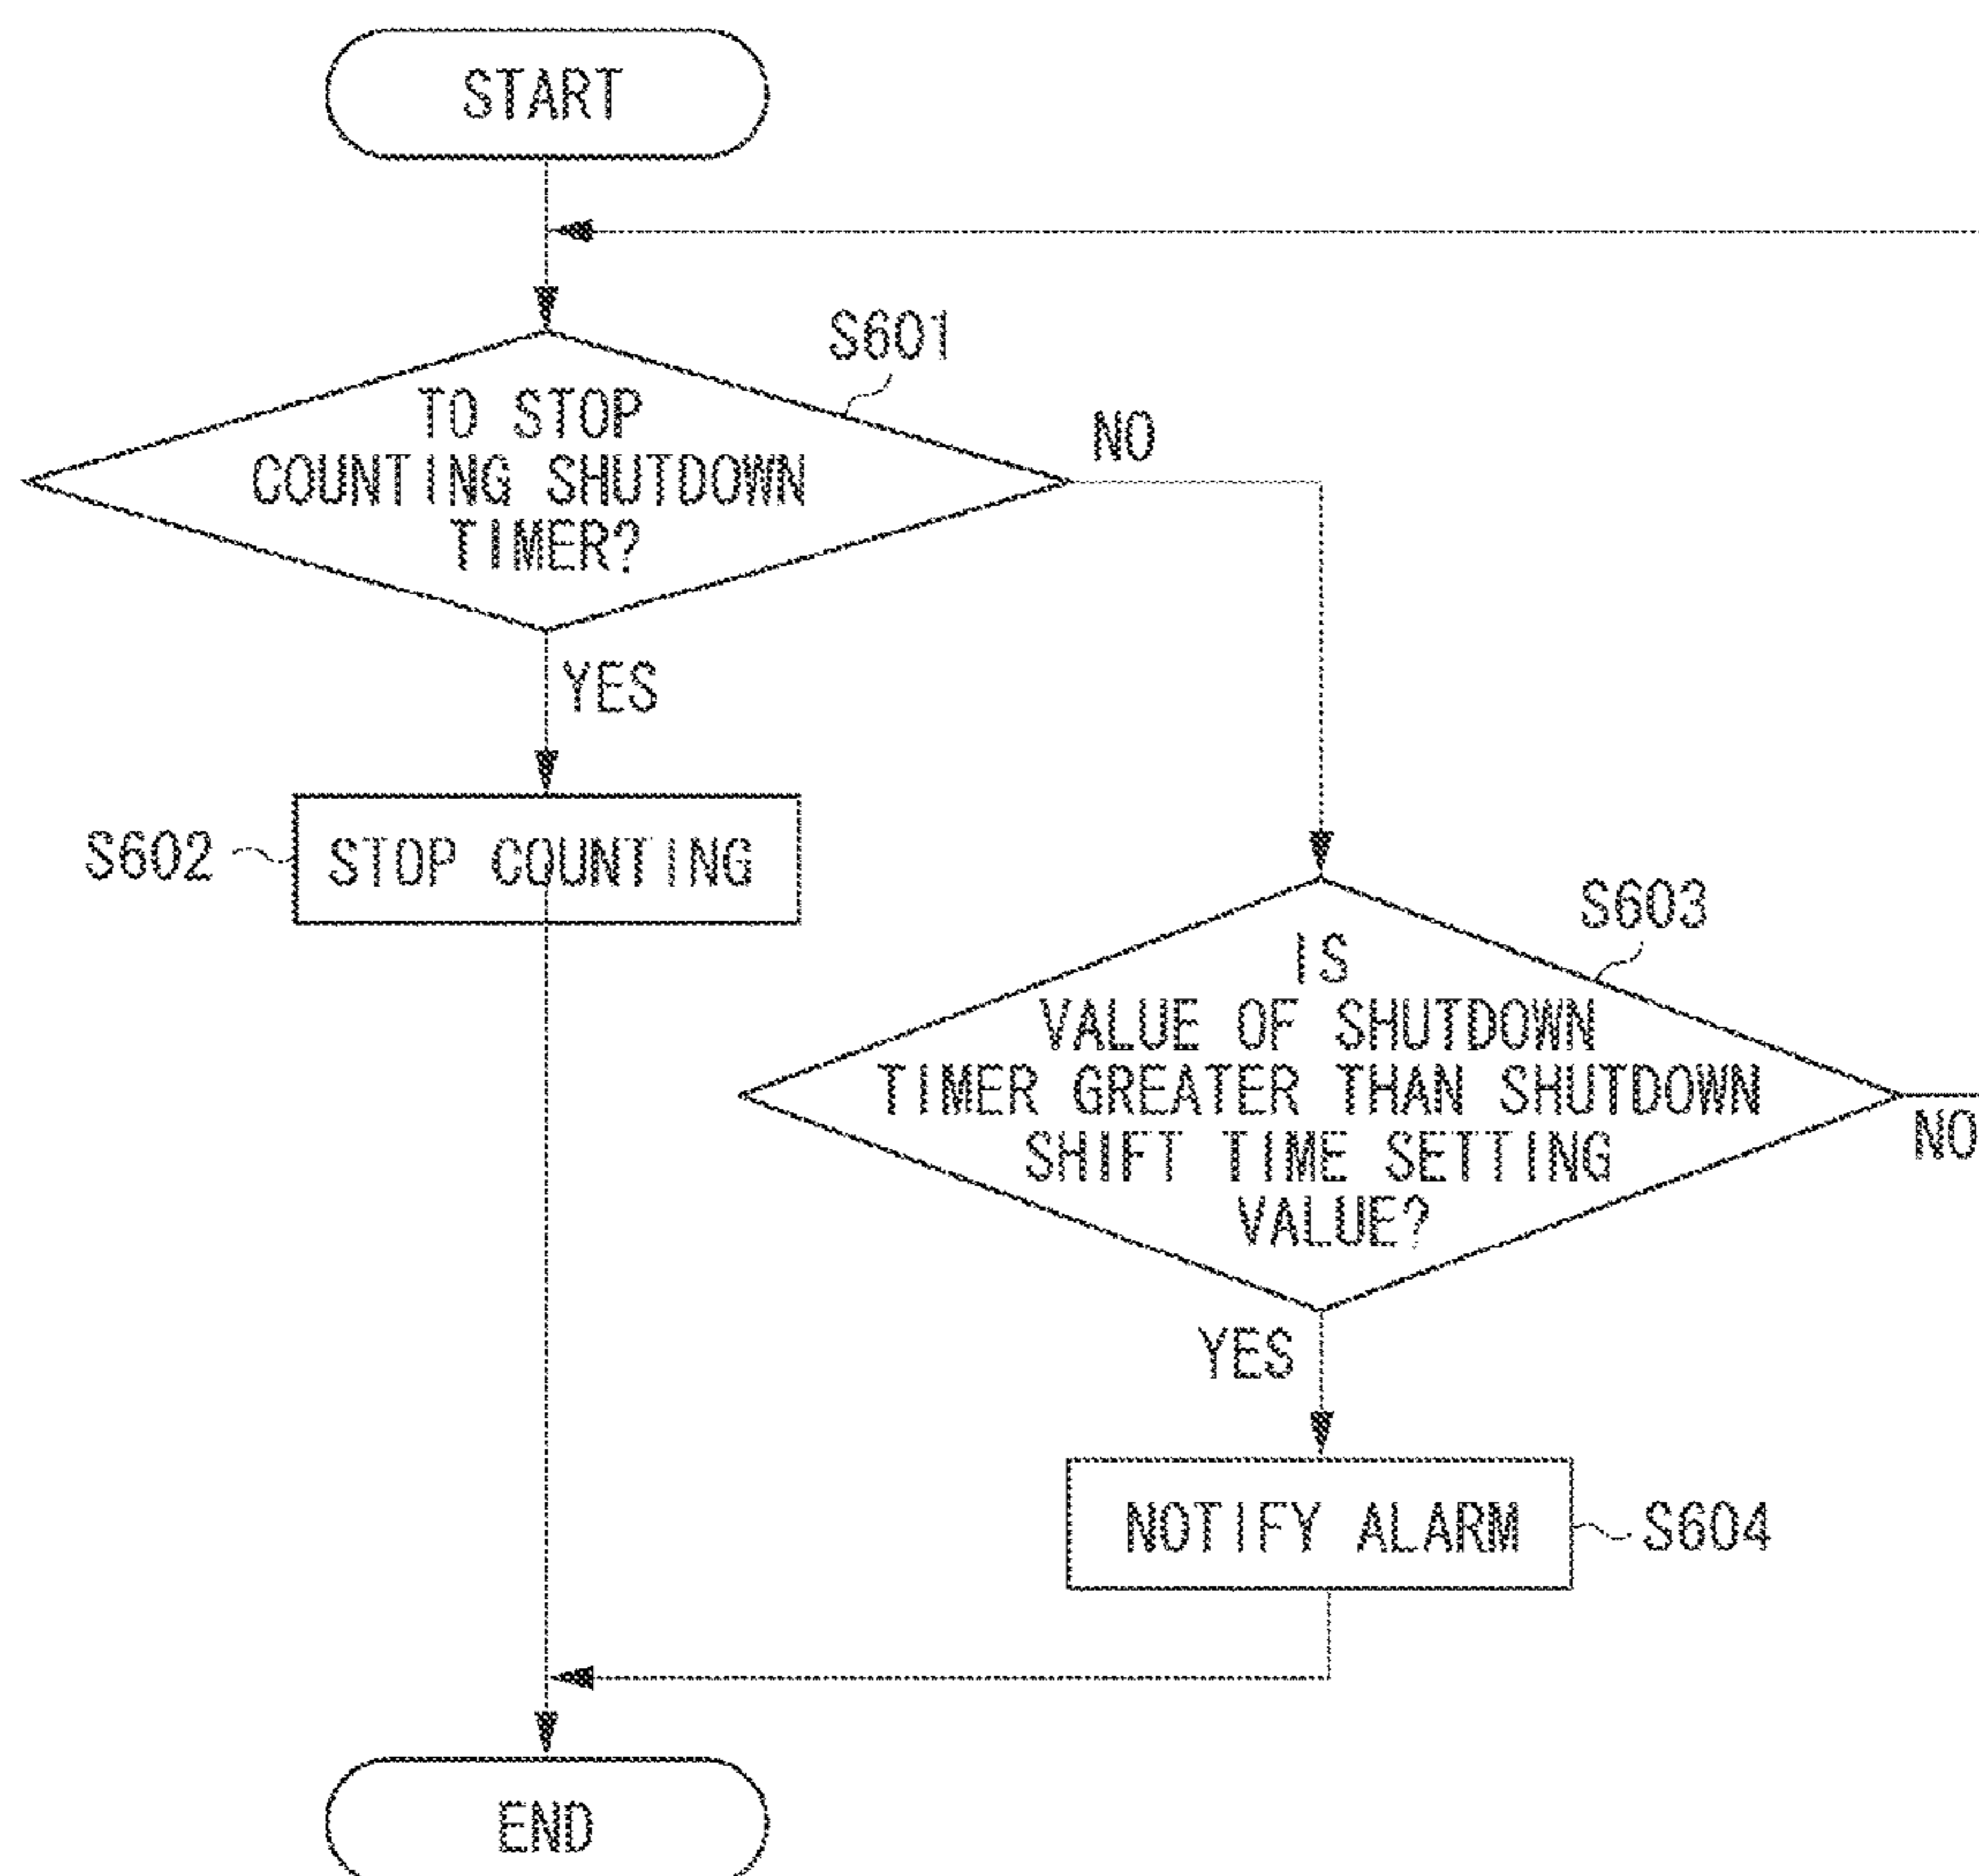 START
S601
TO STOP
COUNTING SHUTDOWN
TIMER?
NO
YES
S602
STOP COUNTING
S603
IS
VALUE OF SHUTDOWN
TIMER GREATER THAN SHUTDOWN
SHIFT TIME SETTING
VALUE?
NO
YES
NOTIFY ALARM
S604
END